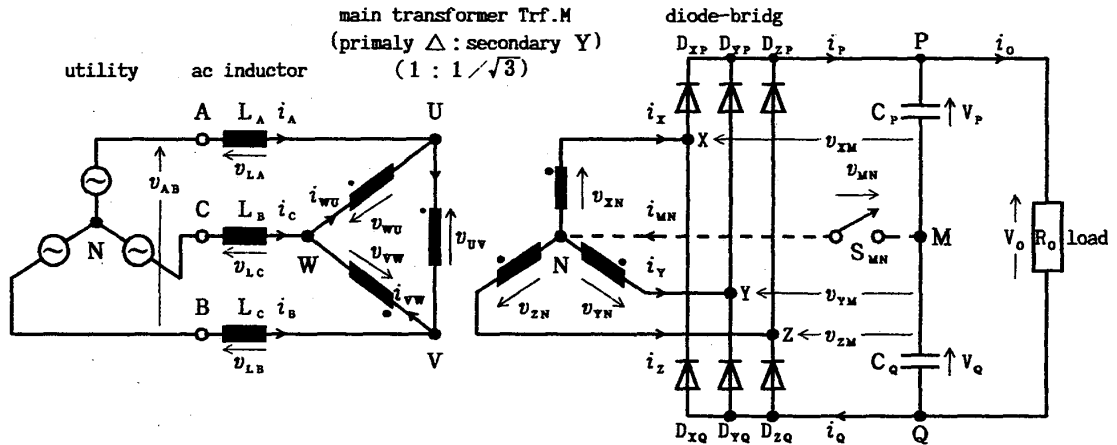 main transformer Trf.M
(primaly △ : secondary Y)
(1 : 1/√3)
diode-bridg
utility
ac inductor
D_XP D_YP D_ZP
i_P
P
i_O
A
L_A
i_A
U
v_LA
v_AB
C
L_B
i_C
N
v_LC
W
i_WU
v_WU
v_VW
v_UV
i_VW
B
L_C
i_B
v_LB
V
i_X
X
v_XN
v_XM
C_P
V_P
v_MN
i_MN
S_MN
M
V_O
R_O
load
N
i_Y
Y
v_ZN
v_YN
v_YM
Z
v_ZM
i_Z
C_Q
V_Q
D_XQ D_YQ D_ZQ
i_Q
Q